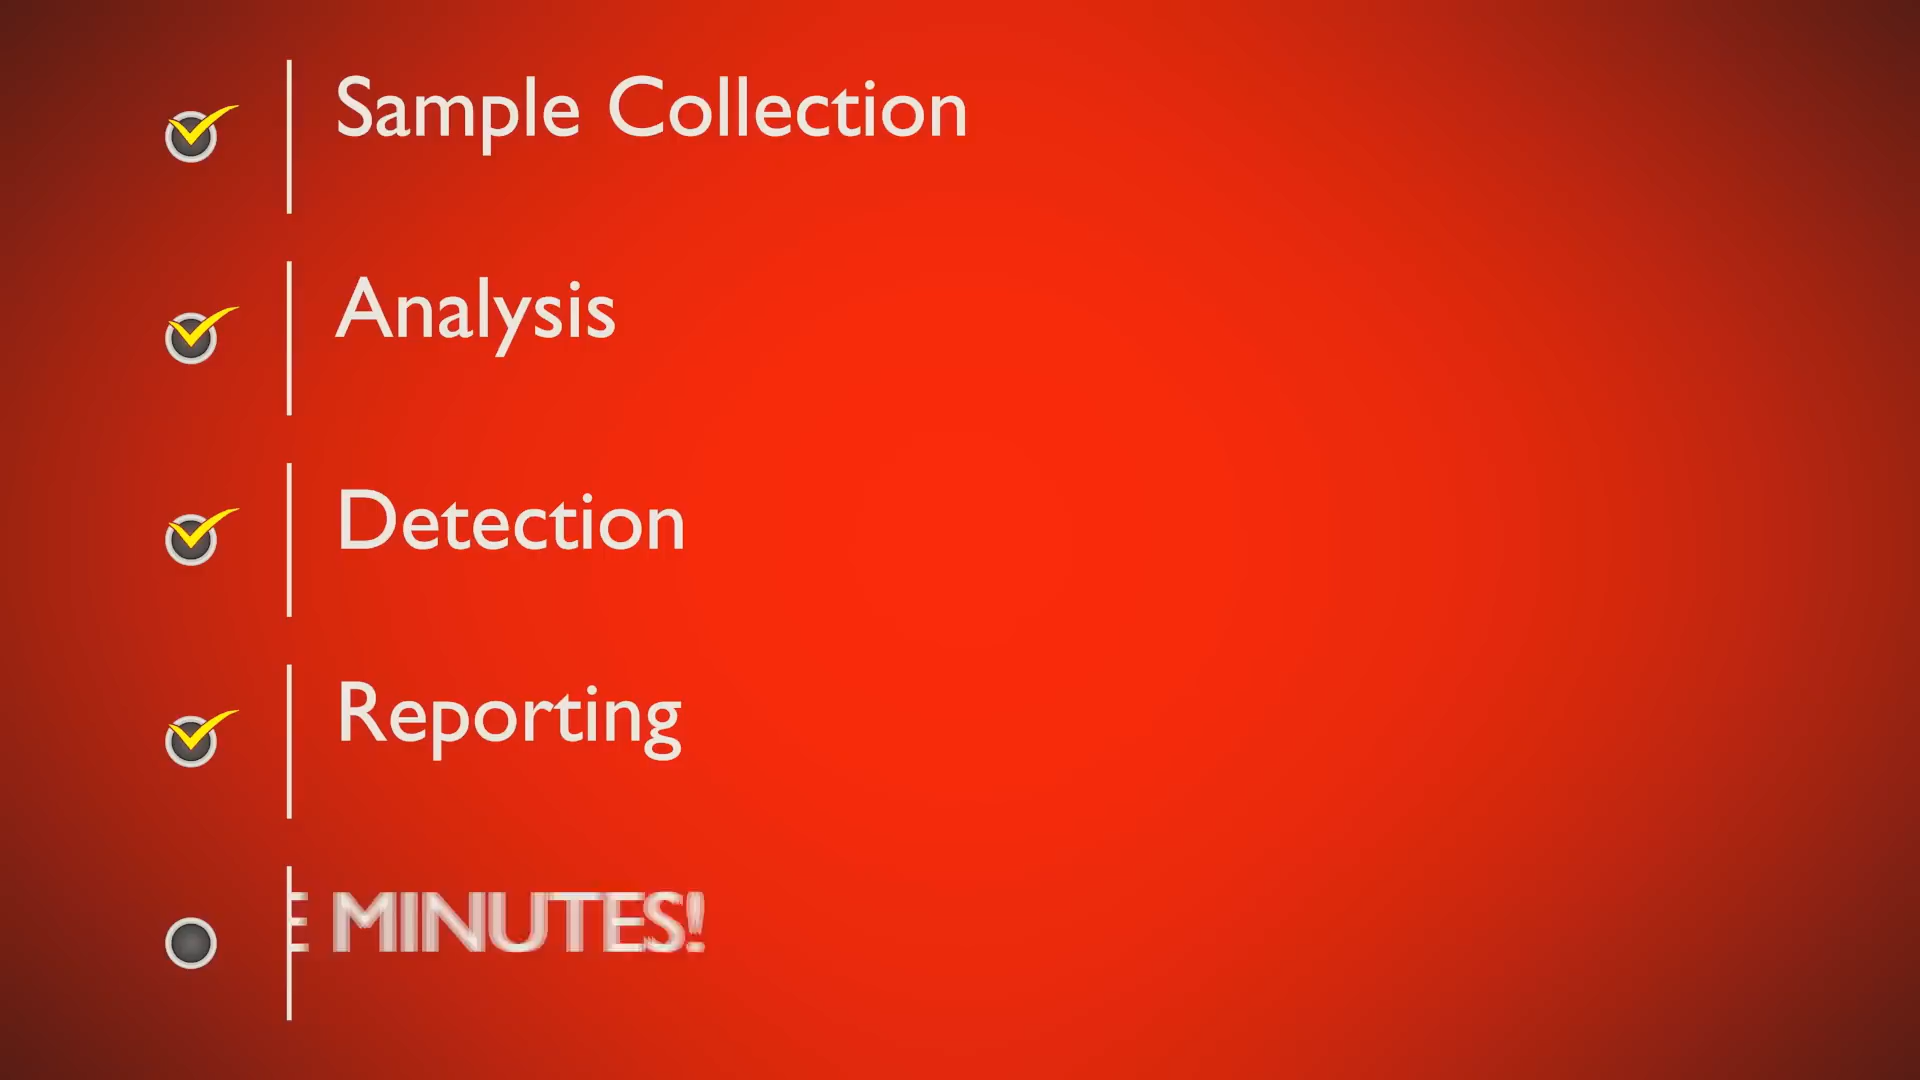 Sample Collection
Analysis
Detection
Reporting
MINUTES!